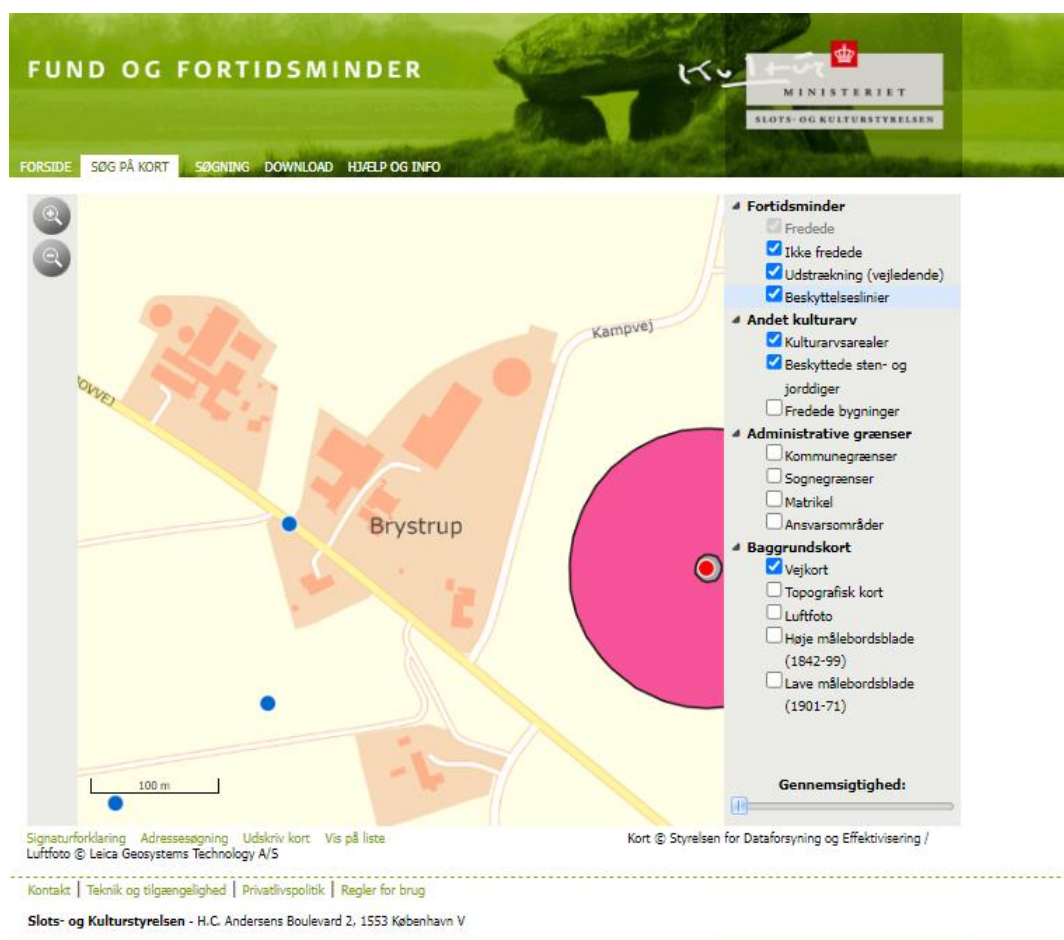 FUND OG FORTIDSMINDER
Kultur
MINISTERIET
SLOTS- OG KULTURSTYRELSEN
FORSIDE SØG PÅ KORT SØGNING DOWNLOAD HJÆLP OG INFO
Kampvej
OVVEJ
Brystrup
100 m
Fortidsminder
Fredede
Ikke fredede
Udstrækning (vejledende)
Beskyttelseslinier
Andet kulturarv
Kulturarvsarealer
Beskyttede sten- og
jorddiger
Fredede bygninger
Administrative grænser
Kommunegrænser
Sognegrænser
Matrikel
Ansvarsområder
Baggrundskort
Vejkort
Topografisk kort
Luftfoto
Høje målebordsblade
(1842-99)
Lave målebordsblade
(1901-71)
Gennemsigtighed:
Signaturforklaring Adressesøgning Udskriv kort Vis på liste
Kort © Styrelsen for Dataforsyning og Effektivisering /
Luftfoto © Leica Geosystems Technology A/S
Kontakt | Teknik og tilgængelighed | Privatlivspolitik | Regler for brug
Slots- og Kulturstyrelsen - H.C. Andersens Boulevard 2, 1553 København V